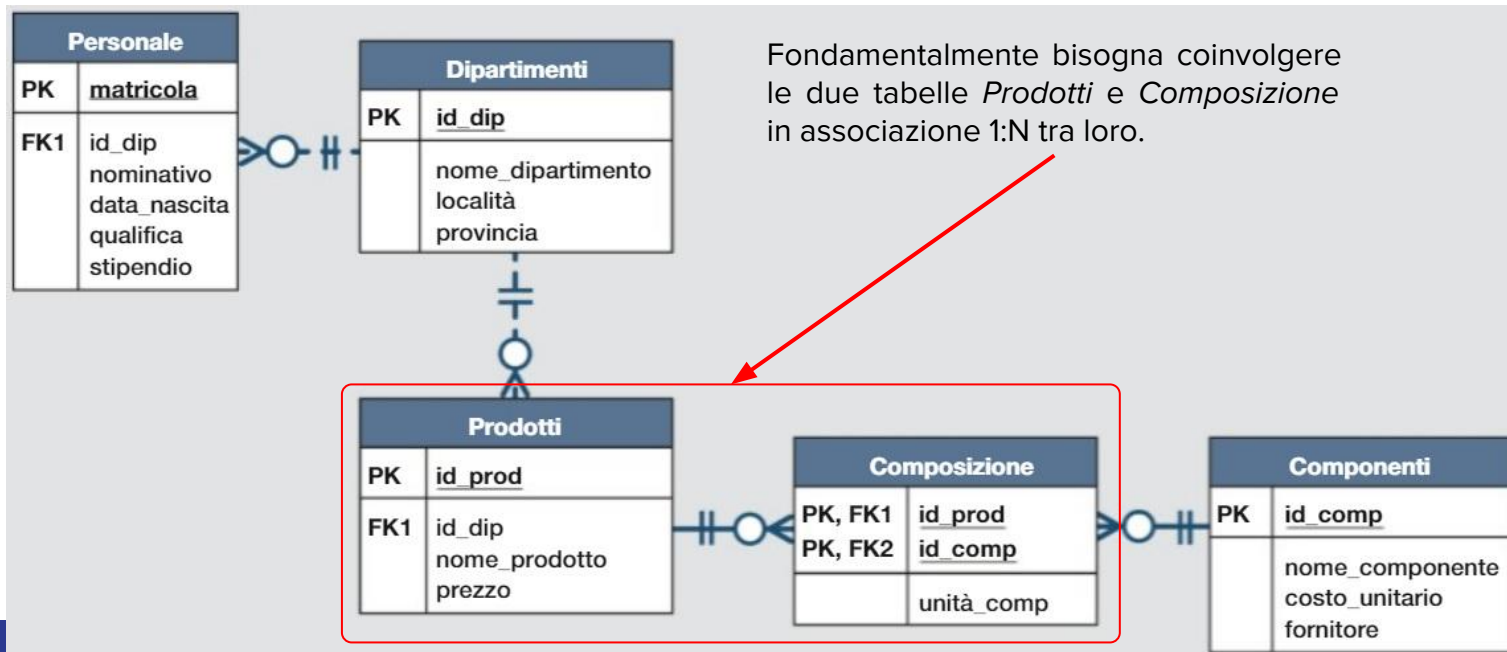 Personale
PK matricola
FK1 id_dip
nominativo
data_nascita
qualifica
stipendio
Dipartimenti
PK id_dip
nome_dipartimento
località
provincia
Fondamentalmente bisogna coinvolgere
le due tabelle Prodotti e Composizione
in associazione 1:N tra loro.
Prodotti
PK id_prod
FK1 id_dip
nome_prodotto
prezzo
Composizione
PK, FK1 id_prod
PK, FK2 id_comp
unità_comp
Componenti
PK id_comp
nome_componente
costo_unitario
fornitore